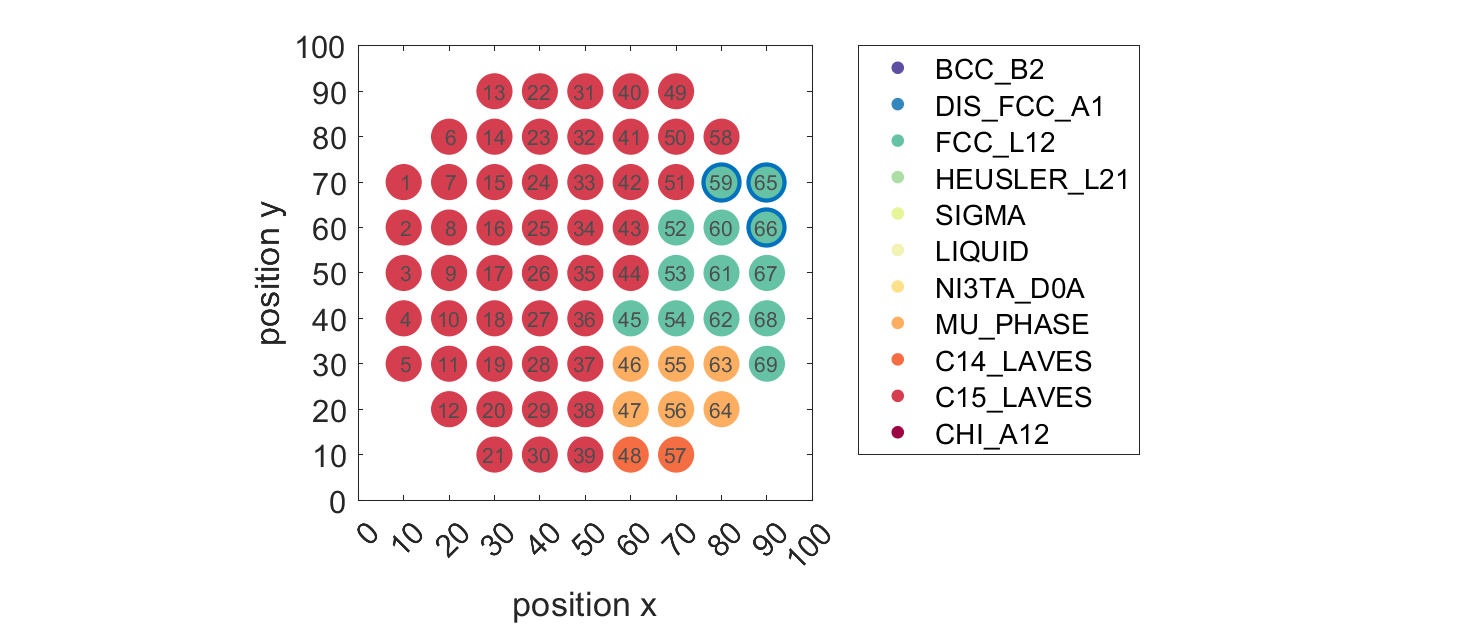 100
90
80
70
60
50
40
30
20
10
0
position y
13 22 31 40 49
6 14 23 32 41 50 58
1 7 15 24 33 42 51 59 65
2 8 16 25 34 43 52 60 66
3 9 17 26 35 44 53 61 67
4 10 18 27 36 45 54 62 68
5 11 19 28 37 46 55 63 69
12 20 29 38 47 56 64
21 30 39 48 57
0 10 20 30 40 50 60 70 80 90 100
position x
BCC_B2
DIS_FCC_A1
FCC_L12
HEUSLER_L21
SIGMA
LIQUID
NI3TA_D0A
MU_PHASE
C14_LAVES
C15_LAVES
CHI_A12